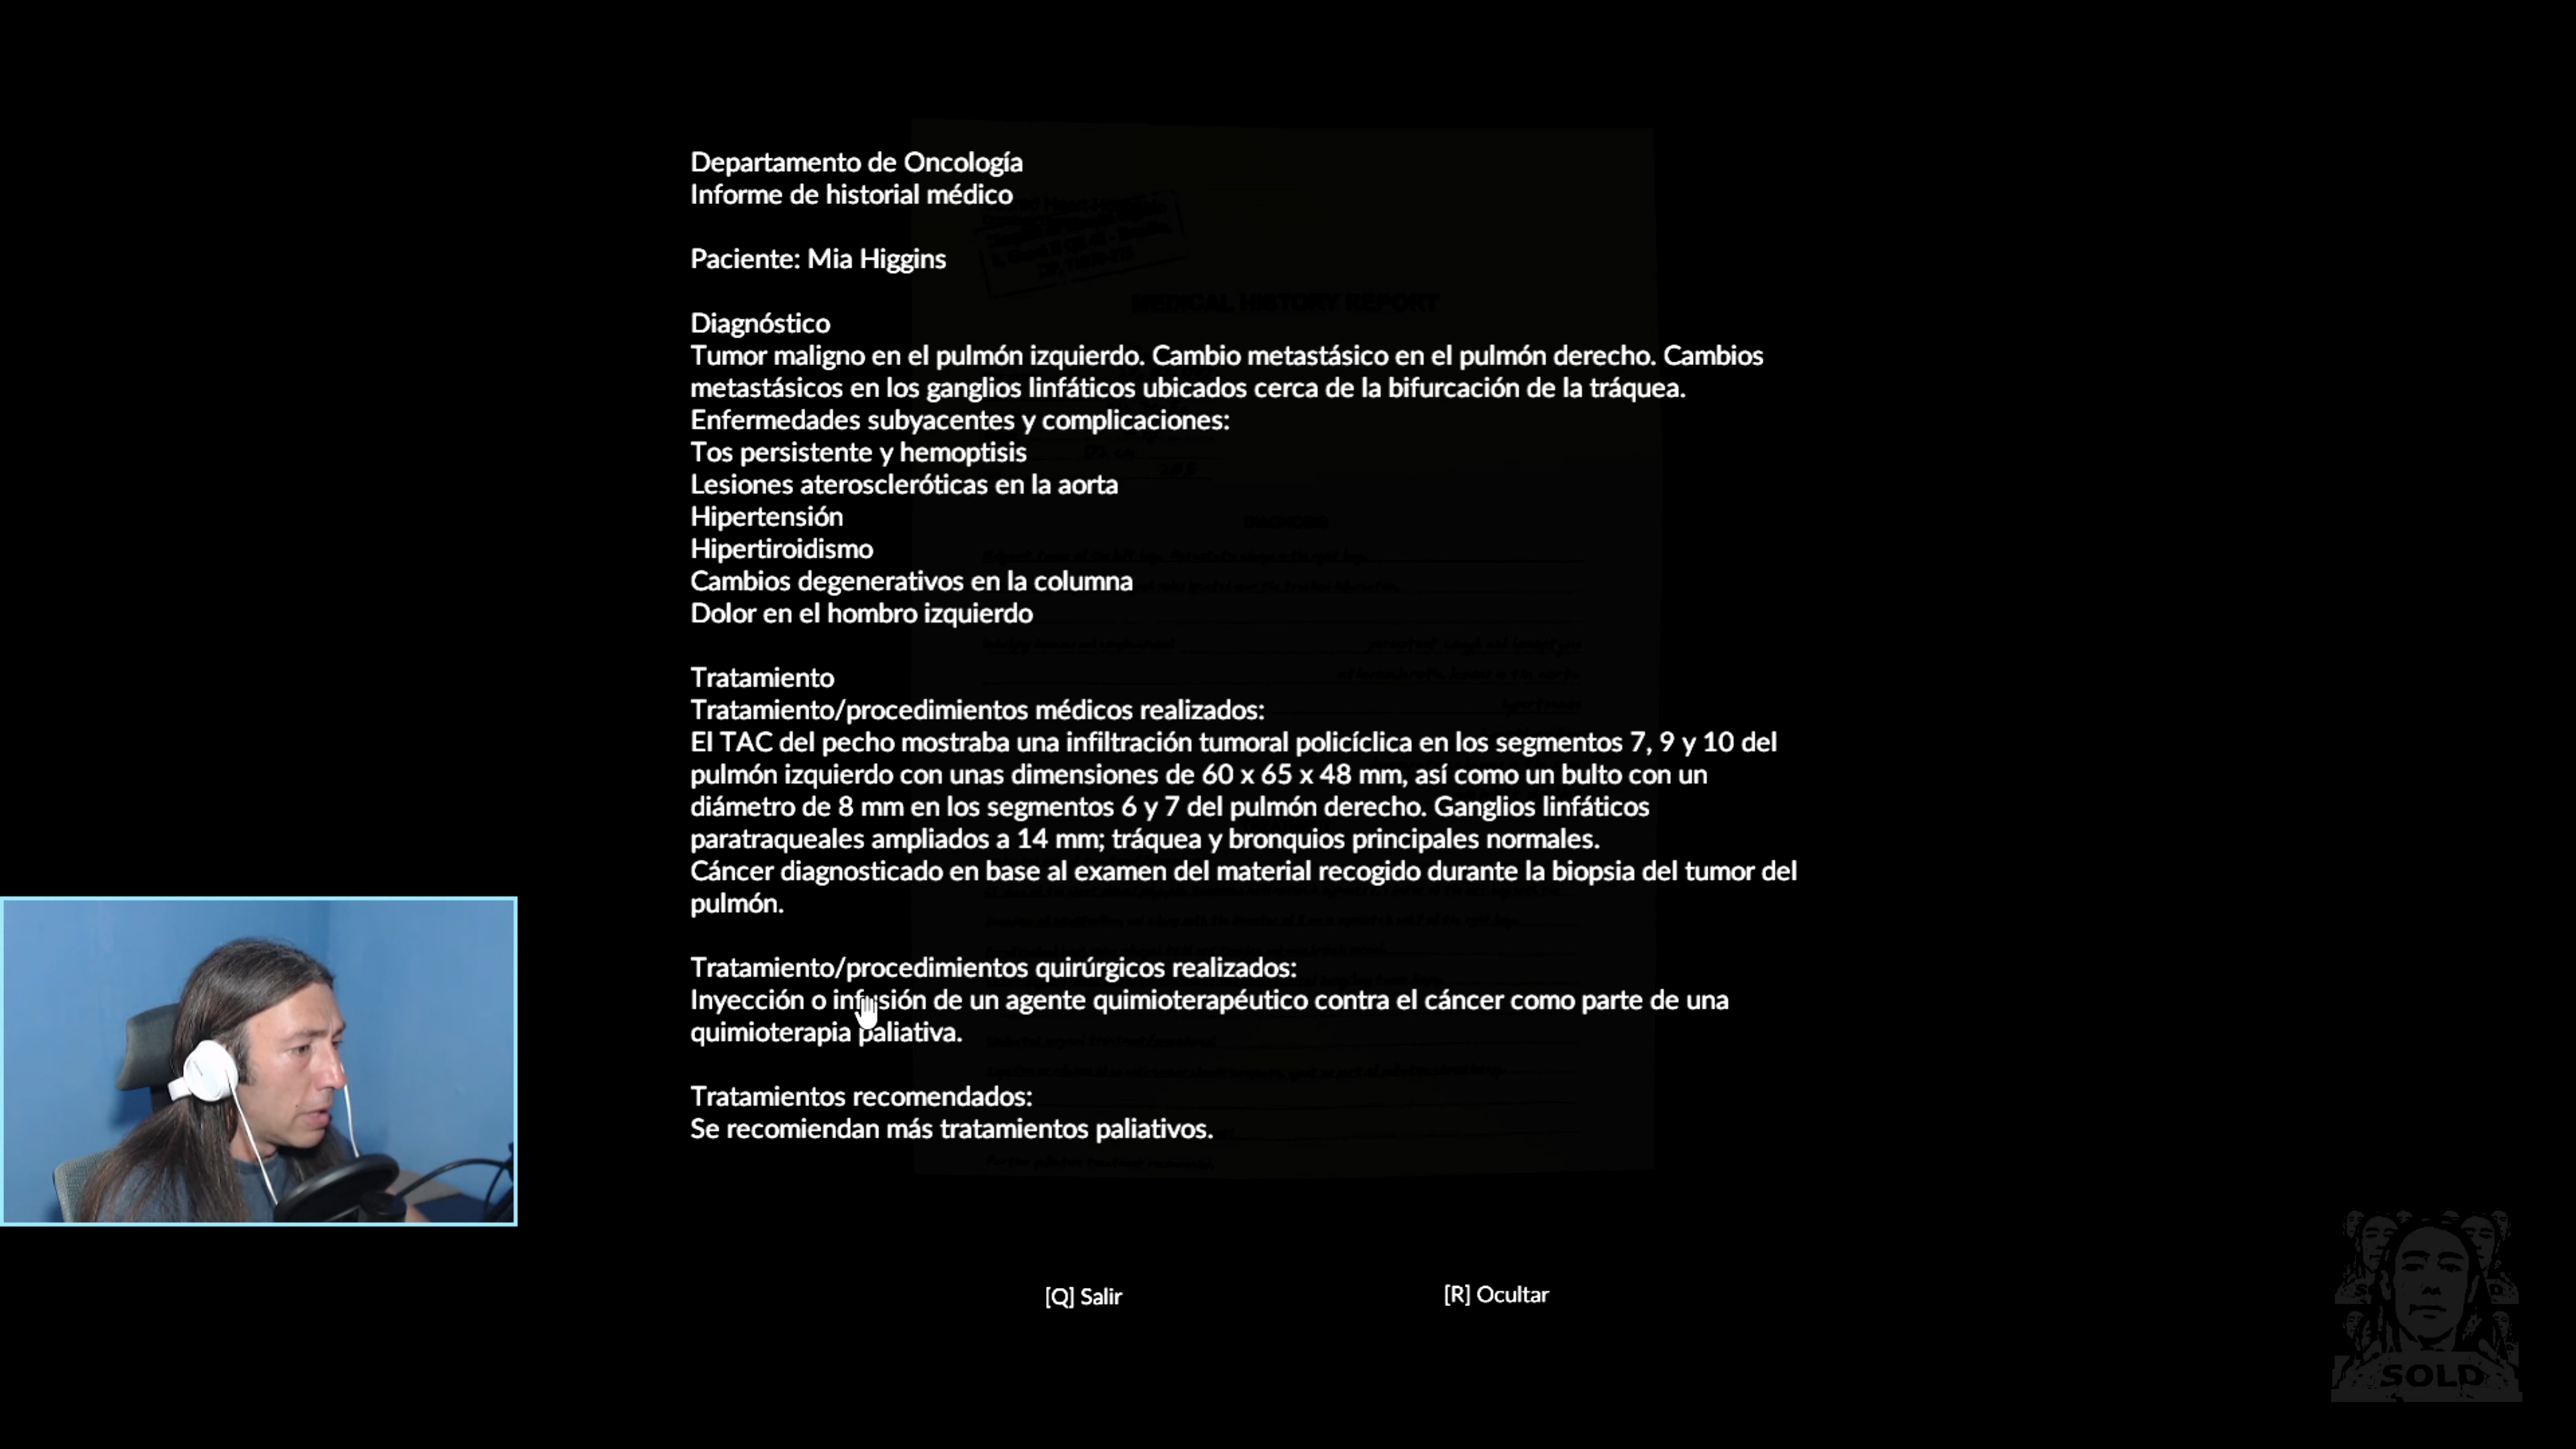 Departamento de Oncología
Informe de historial médico
Paciente: Mia Higgins
MEDICAL HISTORY REPORT
Diagnóstico
Tumor maligno en el pulmón izquierdo. Cambio metastásico en el pulmón derecho. Cambios
metastásicos en los ganglios linfáticos ubicados cerca de la bifurcación de la tráquea.
Enfermedades subyacentes y complicaciones:
Tos persistente y hemoptisis
Lesiones ateroscleróticas en la aorta
Hipertensión
DIAGNOSIS
Hipertiroidismo
Cambios degenerativos en la columna
Dolor en el hombro izquierdo
Tratamiento
Tratamiento/procedimientos médicos realizados:
El TAC del pecho mostraba una infiltración tumoral policíclica en los segmentos 7, 9 y 10 del
pulmón izquierdo con unas dimensiones de 60 x 65 x 48 mm, así como un bulto con un
diámetro de 8 mm en los segmentos 6 y 7 del pulmón derecho. Ganglios linfáticos
paratraqueales ampliados a 14 mm; tráquea y bronquios principales normales.
Cáncer diagnosticado en base al examen del material recogido durante la biopsia del tumor del
pulmón.
Tratamiento/procedimientos quirúrgicos realizados:
Inyección o infusión de un agente quimioterapéutico contra el cáncer como parte de una
quimioterapia paliativa.
Tratamientos recomendados:
Se recomiendan más tratamientos paliativos.
[Q] Salir
[R] Ocultar
SOLD